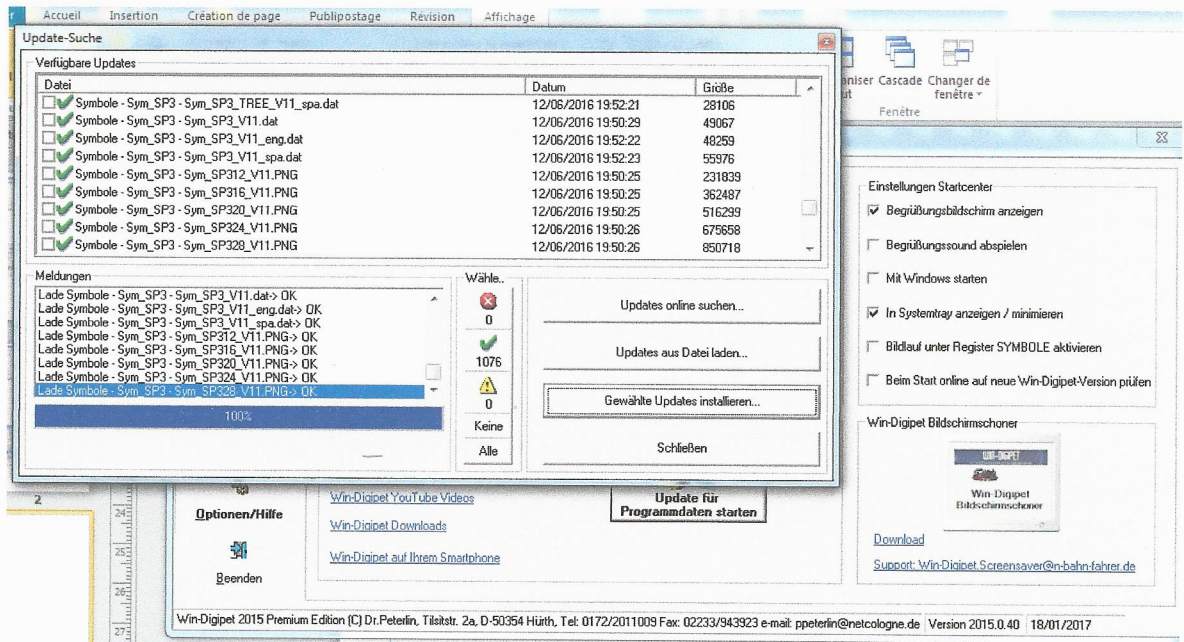 Accueil Insertion Création de page Publipostage Révision Affichage
Update-Suche
Verfügbare Updates
Datei Datum Größe
Symbole - Sym_SP3 - Sym_SP3_TREE_V11_spa.dat 12/06/2016 19:52:21 28106
Symbole - Sym_SP3 - Sym_SP3_V11.dat 12/06/2016 19:50:29 49067
Symbole - Sym_SP3 - Sym_SP3_V11_eng.dat 12/06/2016 19:52:22 48259
Symbole - Sym_SP3 - Sym_SP3_V11_spa.dat 12/06/2016 19:52:23 55976
Symbole - Sym_SP3 - Sym_SP312_V11.PNG 12/06/2016 19:50:25 231839
Symbole - Sym_SP3 - Sym_SP316_V11.PNG 12/06/2016 19:50:25 362487
Symbole - Sym_SP3 - Sym_SP320_V11.PNG 12/06/2016 19:50:25 516299
Symbole - Sym_SP3 - Sym_SP324_V11.PNG 12/06/2016 19:50:26 675658
Symbole - Sym_SP3 - Sym_SP328_V11.PNG 12/06/2016 19:50:26 850718
Meldungen
Lade Symbole - Sym_SP3 - Sym_SP3_V11.dat-> OK
Lade Symbole - Sym_SP3 - Sym_SP3_V11_eng.dat-> OK
Lade Symbole - Sym_SP3 - Sym_SP3_V11_spa.dat-> OK
Lade Symbole - Sym_SP3 - Sym_SP312_V11.PNG-> OK
Lade Symbole - Sym_SP3 - Sym_SP316_V11.PNG-> OK
Lade Symbole - Sym_SP3 - Sym_SP320_V11.PNG-> OK
Lade Symbole - Sym_SP3 - Sym_SP324_V11.PNG-> OK
Lade Symbole - Sym_SP3 - Sym_SP328_V11.PNG-> OK
100%
Wähle..
0
1076
0
Keine
Alle
Updates online suchen...
Updates aus Datei laden...
Gewählte Updates installieren...
Schließen
Cascade Changer de
fenêtre
Fenêtre
Einstellungen Startcenter
Begrüßungsbildschirm anzeigen
Begrüßungssound abspielen
Mit Windows starten
In Systemtray anzeigen / minimieren
Bildlauf unter Register SYMBOLE aktivieren
Beim Start online auf neue Win-Digipet-Version prüfen
Win-Digipet Bildschirmschoner
WIN-DIGIPET
Win-Digipet
Bildschirmschoner
Download
Support: Win-Digipet.Screensaver@n-bahn-fahrer.de
2
24
25
26
27
Optionen/Hilfe
Beenden
Win-Digipet YouTube Videos
Win-Digipet Downloads
Win-Digipet auf Ihrem Smartphone
Update für
Programmdaten starten
Win-Digipet 2015 Premium Edition (C) Dr.Peterlin, Tilsitstr. 2a, D-50354 Hürth, Tel: 0172/2011009 Fax: 02233/943923 e-mail: ppeterlin@netcologne.de Version 2015.0.40 18/01/2017